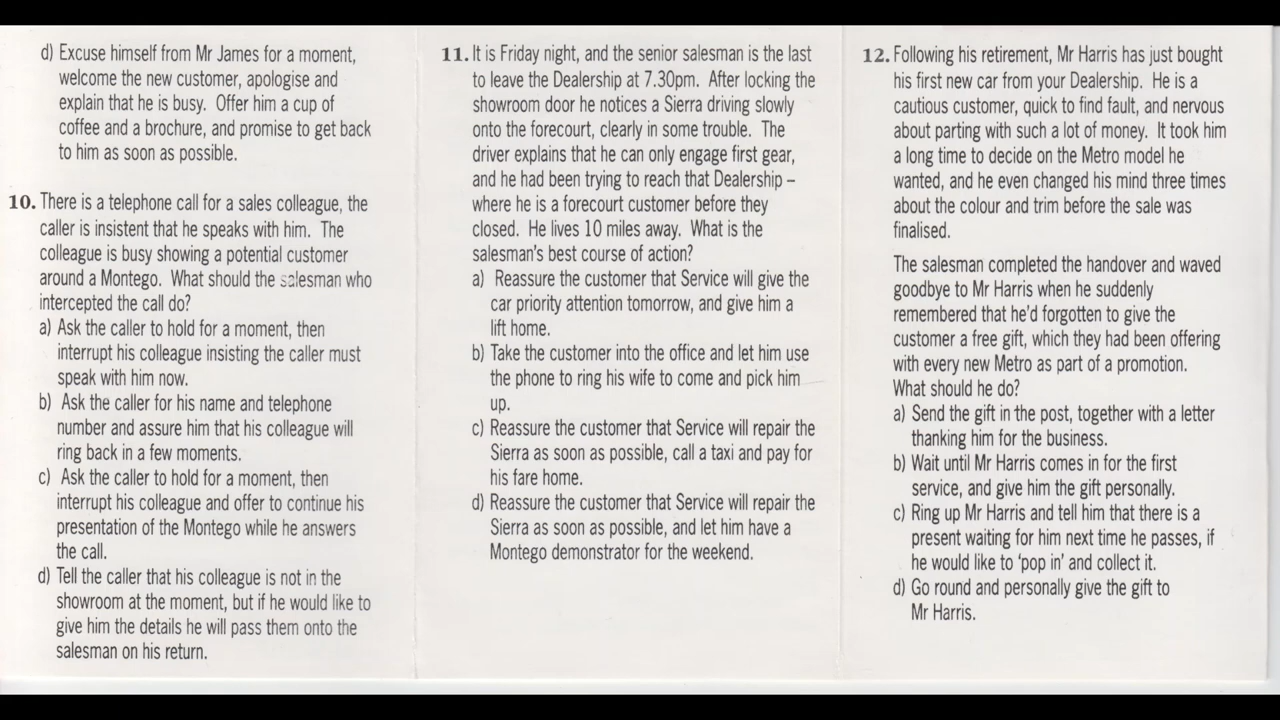 d) Excuse himself from Mr James for a moment,
welcome the new customer, apologise and
explain that he is busy. Offer him a cup of
coffee and a brochure, and promise to get back
to him as soon as possible.
10. There is a telephone call for a sales colleague, the
caller is insistent that he speaks with him. The
colleague is busy showing a potential customer
around a Montego. What should the salesman who
intercepted the call do?
a) Ask the caller to hold for a moment, then
interrupt his colleague insisting the caller must
speak with him now.
b) Ask the caller for his name and telephone
number and assure him that his colleague will
ring back in a few moments.
c) Ask the caller to hold for a moment, then
interrupt his colleague and offer to continue his
presentation of the Montego while he answers
the call.
d) Tell the caller that his colleague is not in the
showroom at the moment, but if he would like to
give him the details he will pass them onto the
salesman on his return.
11. It is Friday night, and the senior salesman is the last
to leave the Dealership at 7.30pm. After locking the
showroom door he notices a Sierra driving slowly
onto the forecourt, clearly in some trouble. The
driver explains that he can only engage first gear,
and he had been trying to reach that Dealership –
where he is a forecourt customer before they
closed. He lives 10 miles away. What is the
salesman's best course of action?
a) Reassure the customer that Service will give the
car priority attention tomorrow, and give him a
lift home.
b) Take the customer into the office and let him use
the phone to ring his wife to come and pick him
up.
c) Reassure the customer that Service will repair the
Sierra as soon as possible, call a taxi and pay for
his fare home.
d) Reassure the customer that Service will repair the
Sierra as soon as possible, and let him have a
Montego demonstrator for the weekend.
12. Following his retirement, Mr Harris has just bought
his first new car from your Dealership. He is a
cautious customer, quick to find fault, and nervous
about parting with such a lot of money. It took him
a long time to decide on the Metro model he
wanted, and he even changed his mind three times
about the colour and trim before the sale was
finalised.
The salesman completed the handover and waved
goodbye to Mr Harris when he suddenly
remembered that he'd forgotten to give the
customer a free gift, which they had been offering
with every new Metro as part of a promotion.
What should he do?
a) Send the gift in the post, together with a letter
thanking him for the business.
b) Wait until Mr Harris comes in for the first
service, and give him the gift personally.
c) Ring up Mr Harris and tell him that there is a
present waiting for him next time he passes, if
he would like to 'pop in' and collect it.
d) Go round and personally give the gift to
Mr Harris.